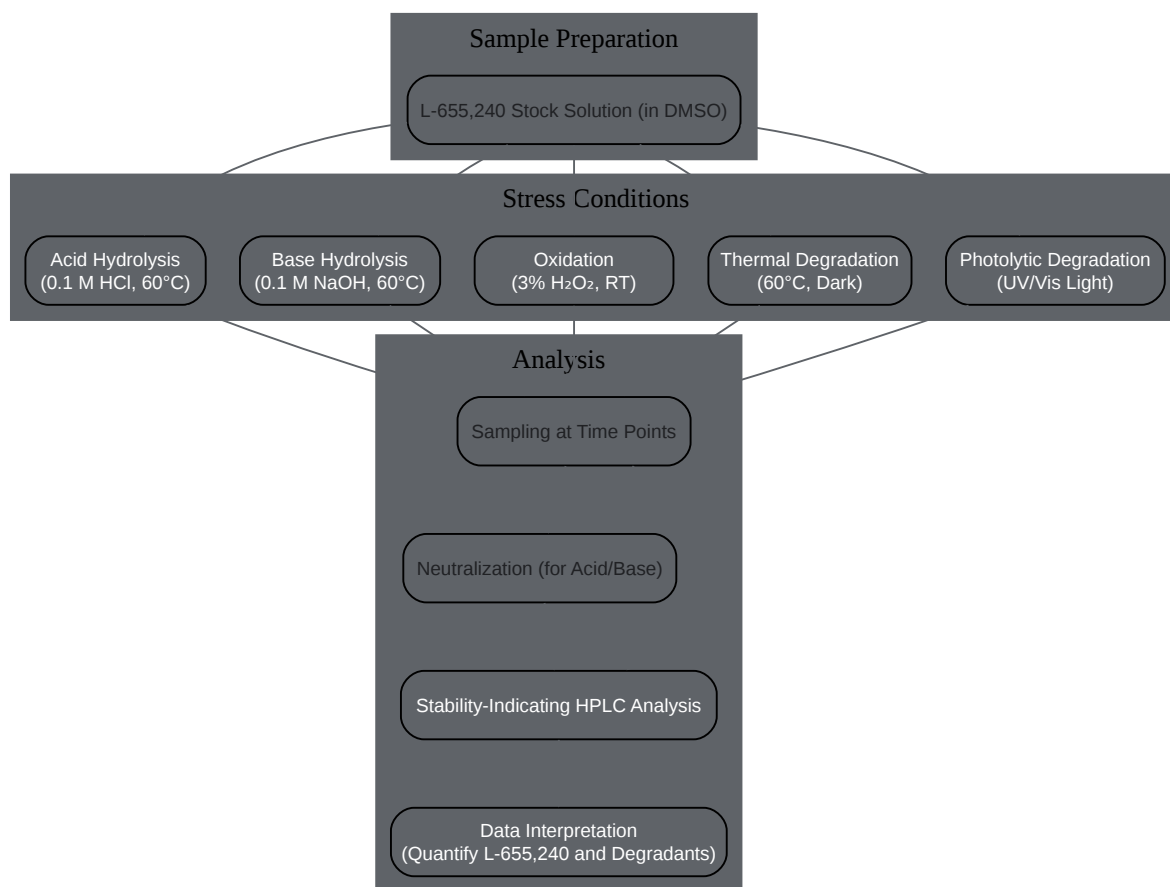 Sample Preparation
L-655,240 Stock Solution (in DMSO)
Stress Conditions
Acid Hydrolysis
(0.1 M HCl, 60°C)
Base Hydrolysis
(0.1 M NaOH, 60°C)
Oxidation
(3% H₂O₂, RT)
Thermal Degradation
(60°C, Dark)
Photolytic Degradation
(UV/Vis Light)
Analysis
Sampling at Time Points
Neutralization (for Acid/Base)
Stability-Indicating HPLC Analysis
Data Interpretation
(Quantify L-655,240 and Degradants)